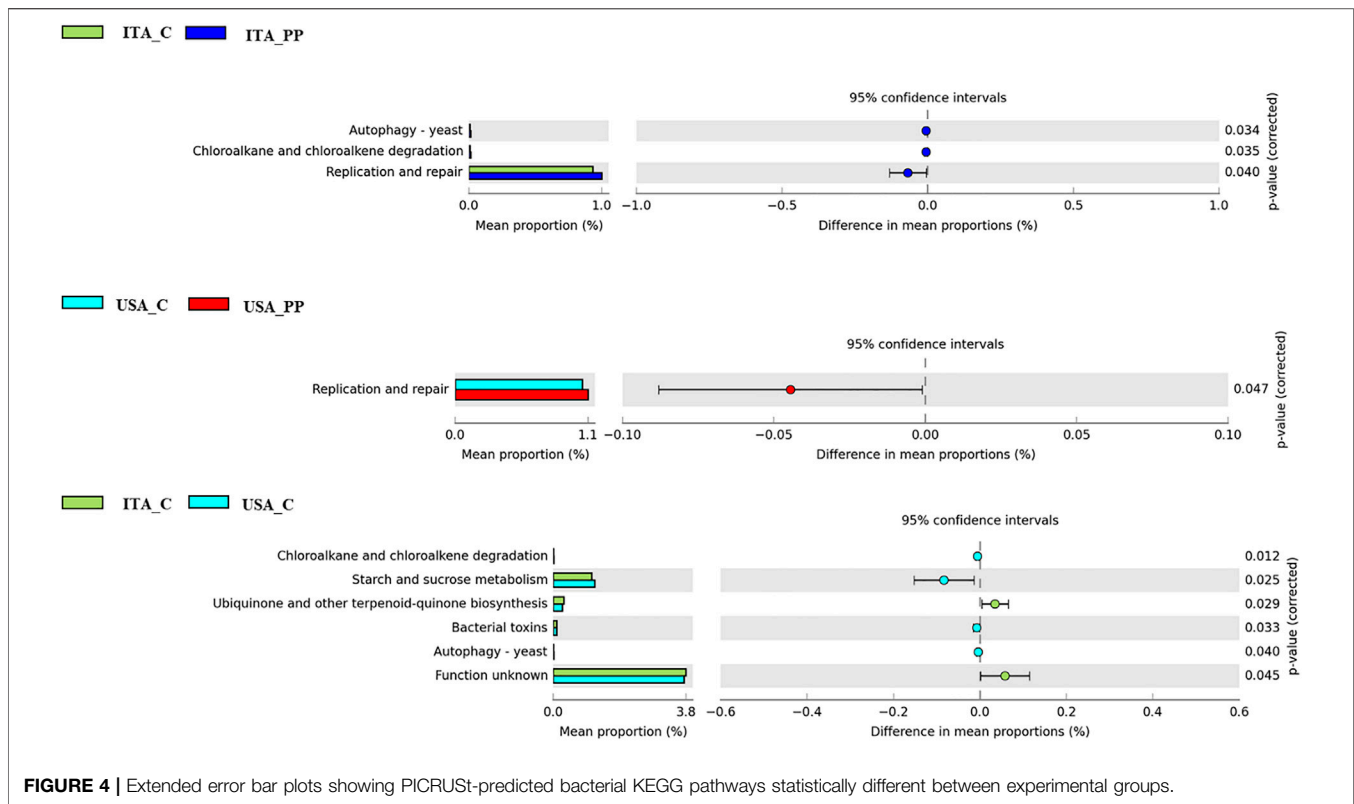 ITA_C ITA_PP
95% confidence intervals
Autophagy - yeast 0.034
Chloroalkane and chloroalkene degradation 0.035
Replication and repair 0.040
p-value (corrected)
0.0 1.0 −1.0 −0.5 0.0 0.5 1.0
Mean proportion (%) Difference in mean proportions (%)
USA_C USA_PP
95% confidence intervals
Replication and repair 0.047
p-value (corrected)
0.0 1.1 −0.10 −0.05 0.00 0.05 0.10
Mean proportion (%) Difference in mean proportions (%)
ITA_C USA_C
95% confidence intervals
Chloroalkane and chloroalkene degradation 0.012
Starch and sucrose metabolism 0.025
Ubiquinone and other terpenoid-quinone biosynthesis 0.029
Bacterial toxins 0.033
Autophagy - yeast 0.040
Function unknown 0.045
p-value (corrected)
0.0 3.8 −0.6 −0.4 −0.2 0.0 0.2 0.4 0.6
Mean proportion (%) Difference in mean proportions (%)
FIGURE 4 | Extended error bar plots showing PICRUSt-predicted bacterial KEGG pathways statistically different between experimental groups.